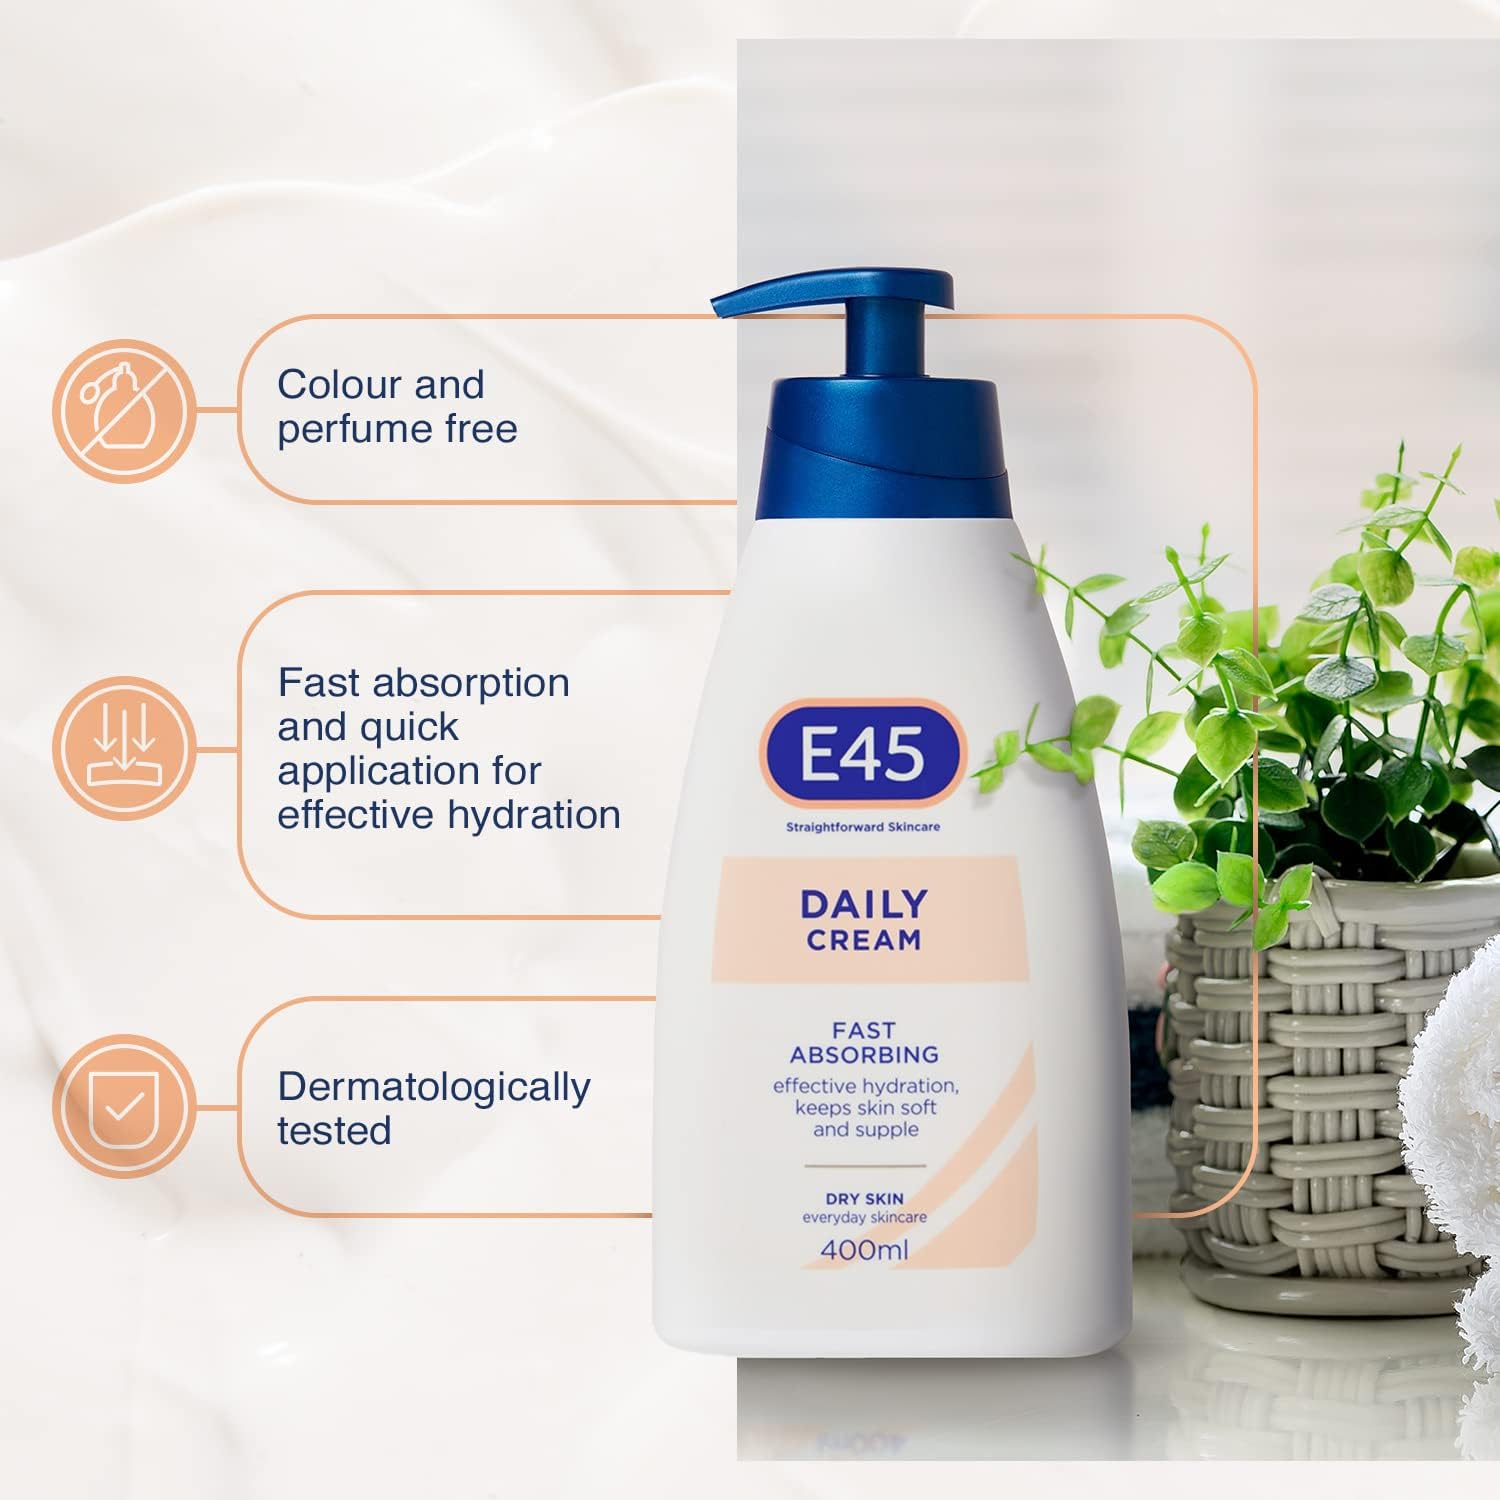 Colour and
perfume free
Fast absorption
and quick
application for
effective hydration
Dermatologically
tested
E45
Straightforward Skincare
DAILY
CREAM
FAST
ABSORBING
effective hydration,
keeps skin soft
and supple
DRY SKIN
everyday skincare
400ml